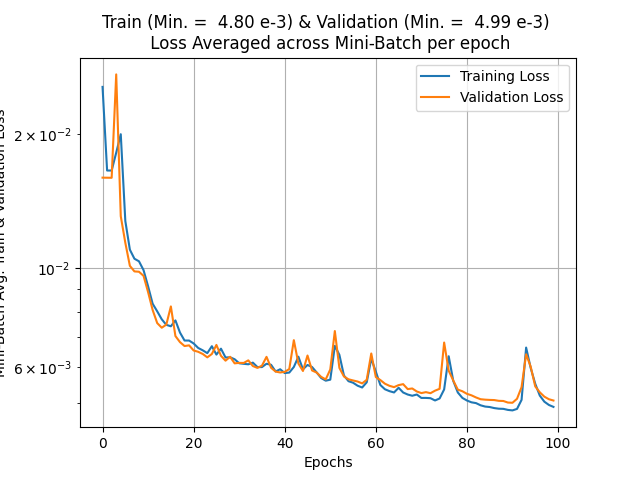 Train (Min. = 4.80 e-3) & Validation (Min. = 4.99 e-3)
Loss Averaged across Mini-Batch per epoch
Training Loss
Validation Loss
2 × 10⁻²
10⁻²
6 × 10⁻³
Mini-Batch Avg. Train & Validation Loss
0 20 40 60 80 100
Epochs